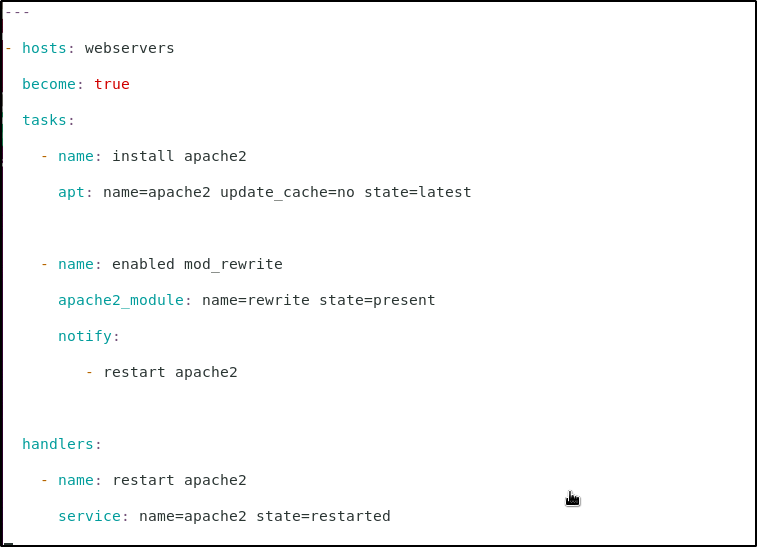 ---
- hosts: webservers
  become: true
  tasks:
    - name: install apache2
      apt: name=apache2 update_cache=no state=latest
    - name: enabled mod_rewrite
      apache2_module: name=rewrite state=present
      notify:
         - restart apache2
  handlers:
    - name: restart apache2
      service: name=apache2 state=restarted